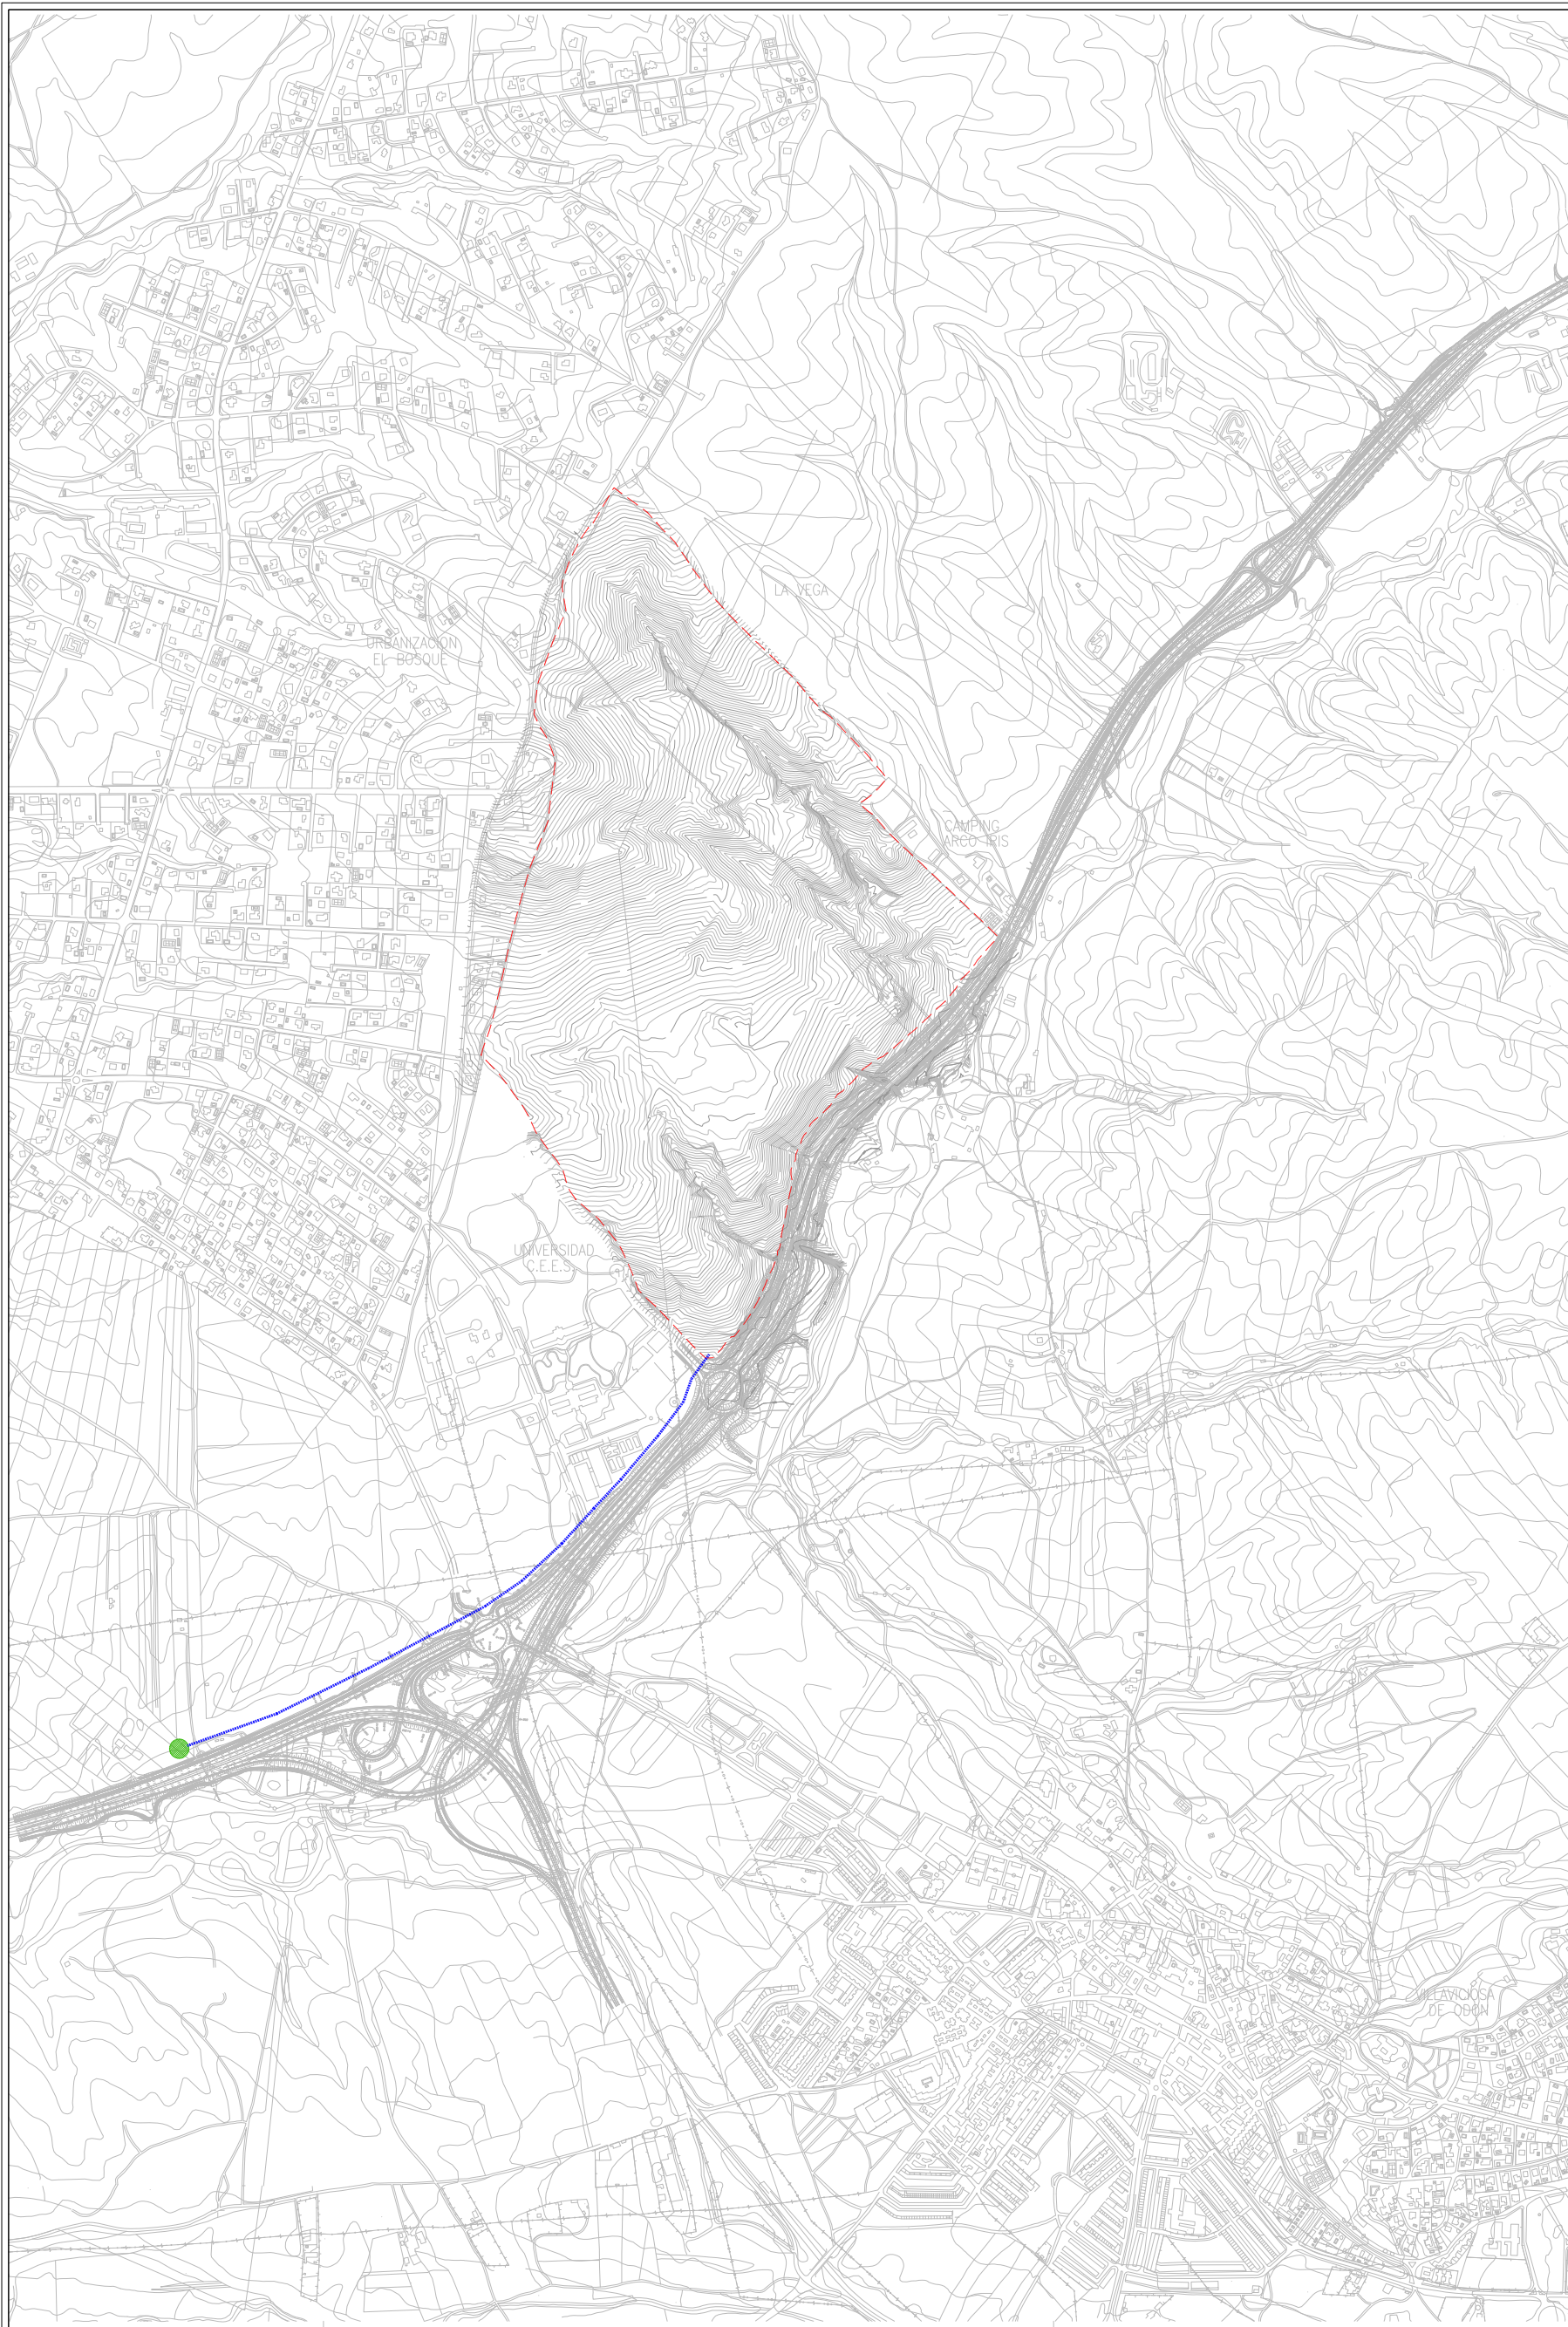 LA VEGA
URBANIZACION
EL BOSQUE
CAMPING
ARCO-IRIS
UNIVERSIDAD
C.E.E.S.
VILLAVICIOSA
DE ODON